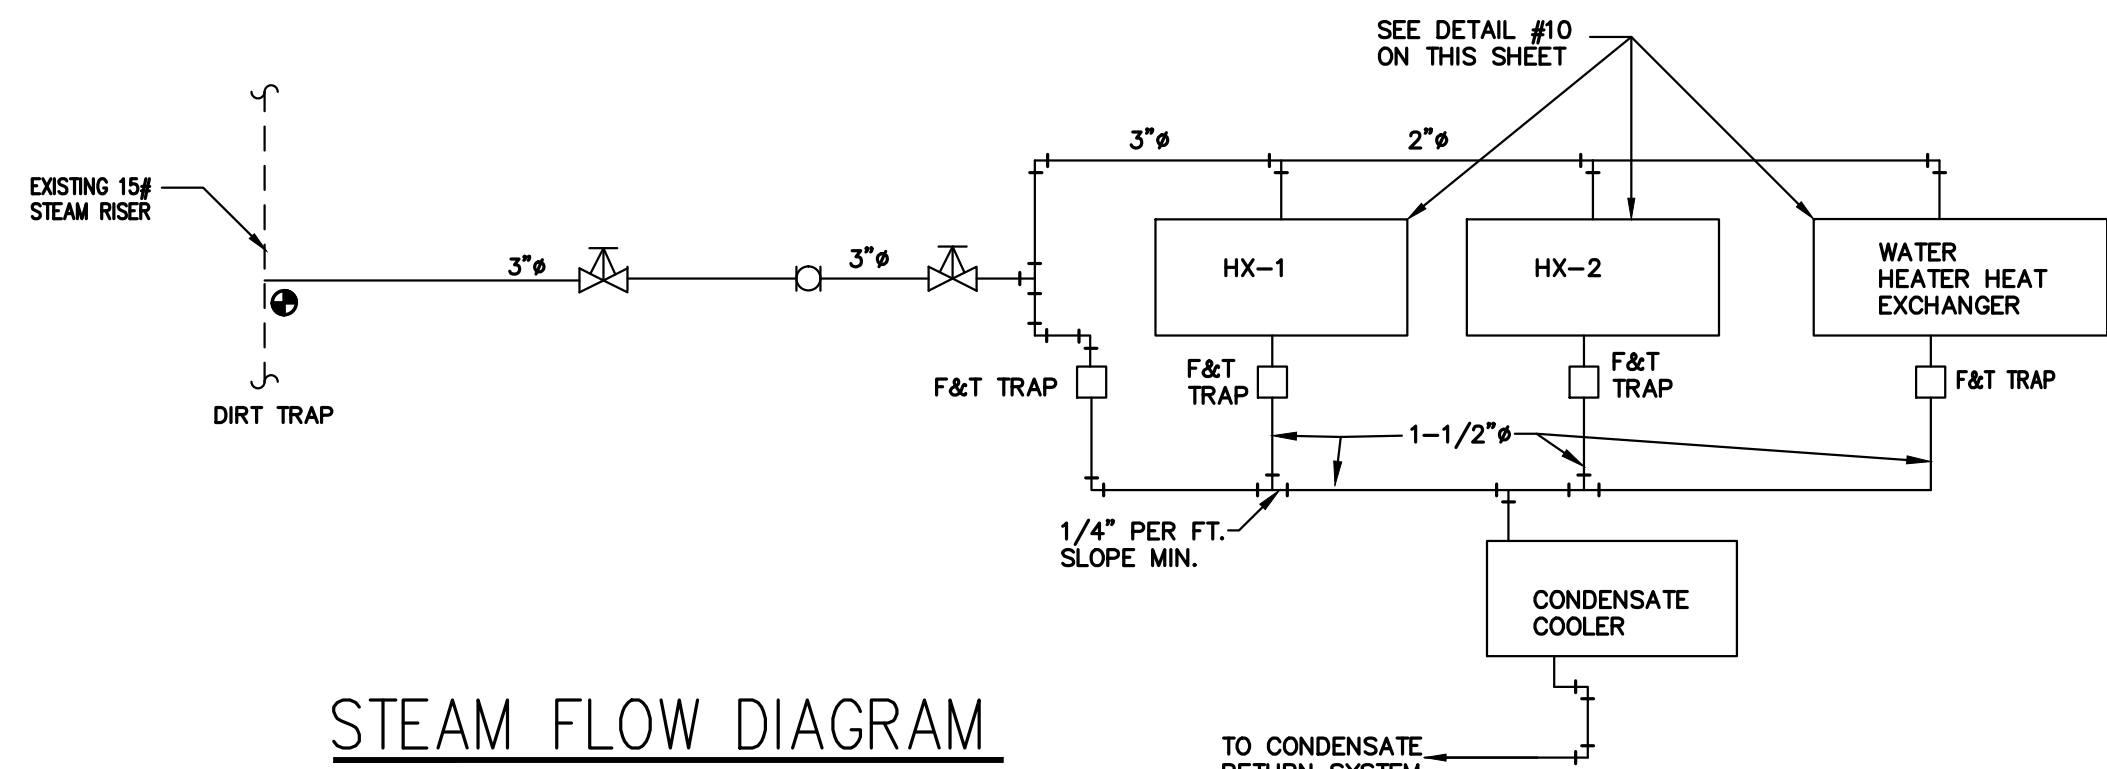 SEE DETAIL #10
ON THIS SHEET
3"ø
2"ø
EXISTING 15#
STEAM RISER
3"ø
3"ø
HX-1
HX-2
WATER
HEATER HEAT
EXCHANGER
DIRT TRAP
F&T TRAP
F&T
TRAP
F&T
TRAP
F&T TRAP
1-1/2"ø
1/4" PER FT.
SLOPE MIN.
CONDENSATE
COOLER
STEAM FLOW DIAGRAM
TO CONDENSATE
RETURN SYSTEM